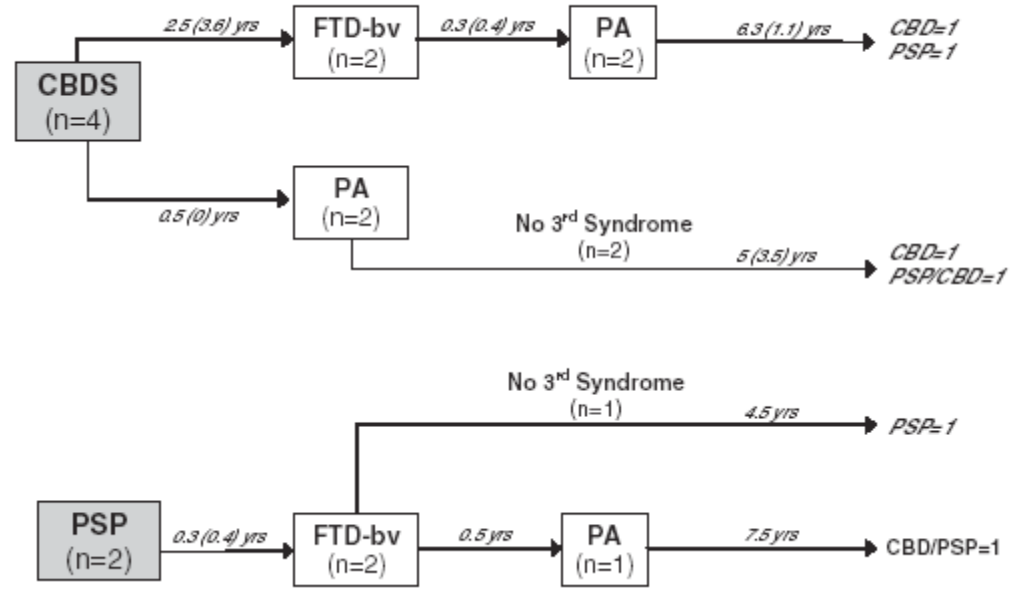 2.5 (3.6) yrs
FTD-bv
(n=2)
0.3 (0.4) yrs
PA
(n=2)
6.3 (1.1) yrs
CBD=1
PSP=1
CBDS
(n=4)
0.5 (0) yrs
PA
(n=2)
No 3rd Syndrome
(n=2)
5 (3.5) yrs
CBD=1
PSP/CBD=1
No 3rd Syndrome
(n=1)
4.5 yrs
PSP=1
PSP
(n=2)
0.3 (0.4) yrs
FTD-bv
(n=2)
0.5 yrs
PA
(n=1)
7.5 yrs
CBD/PSP=1